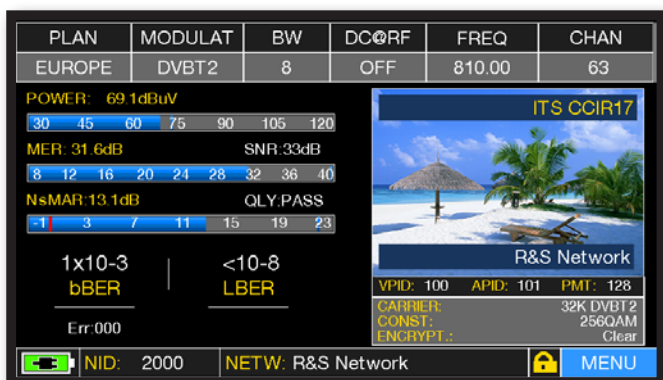 PLAN MODULAT BW DC@RF FREQ CHAN
EUROPE DVBT2 8 OFF 810.00 63
POWER: 69.1dBuV
30 45 60 75 90 105 120
MER: 31.6dB SNR:33dB
8 12 16 20 24 28 32 36 40
NsMAR:13.1dB QLY:PASS
-1 3 7 11 15 19 23
1x10-3 <10-8
bBER LBER
Err:000
ITS CCIR17
R&S Network
VPID: 100 APID: 101 PMT: 128
CARRIER: 32K DVBT2
CONST: 256QAM
ENCRYPT.: Clear
NID: 2000 NETW: R&S Network MENU